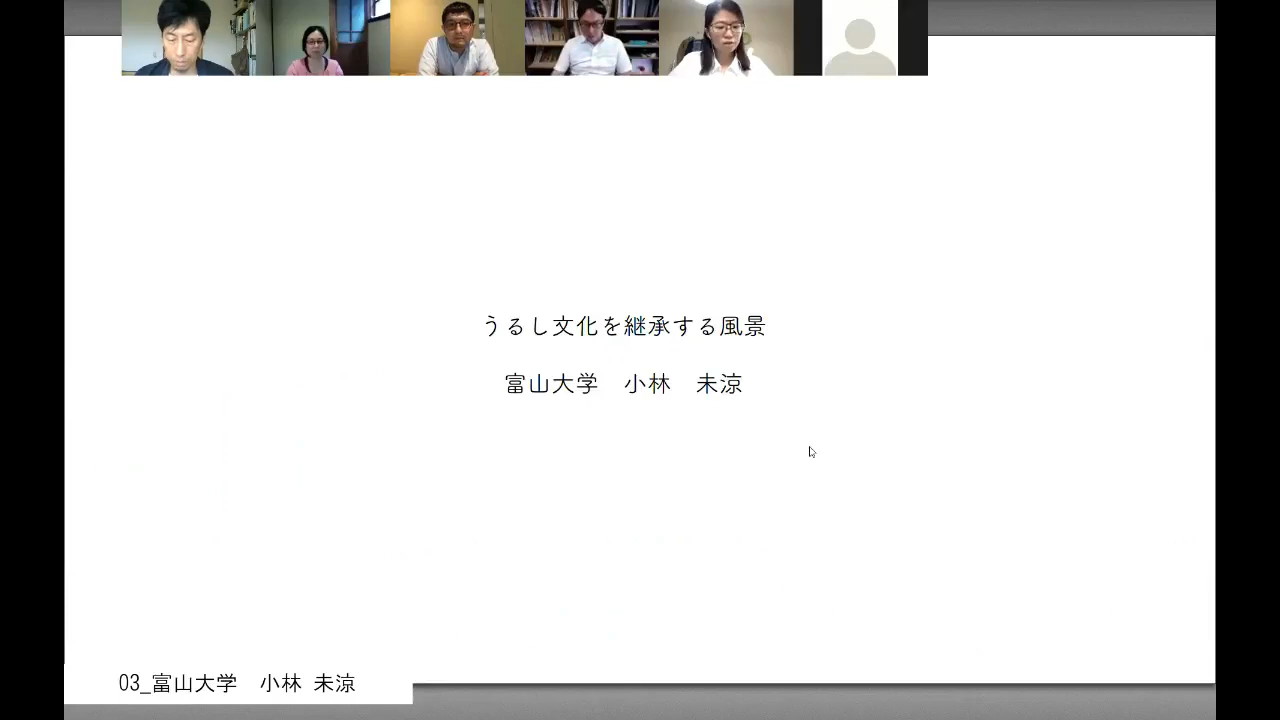 うるし文化を継承する風景
富山大学　小林　未涼
03_富山大学　小林 未涼